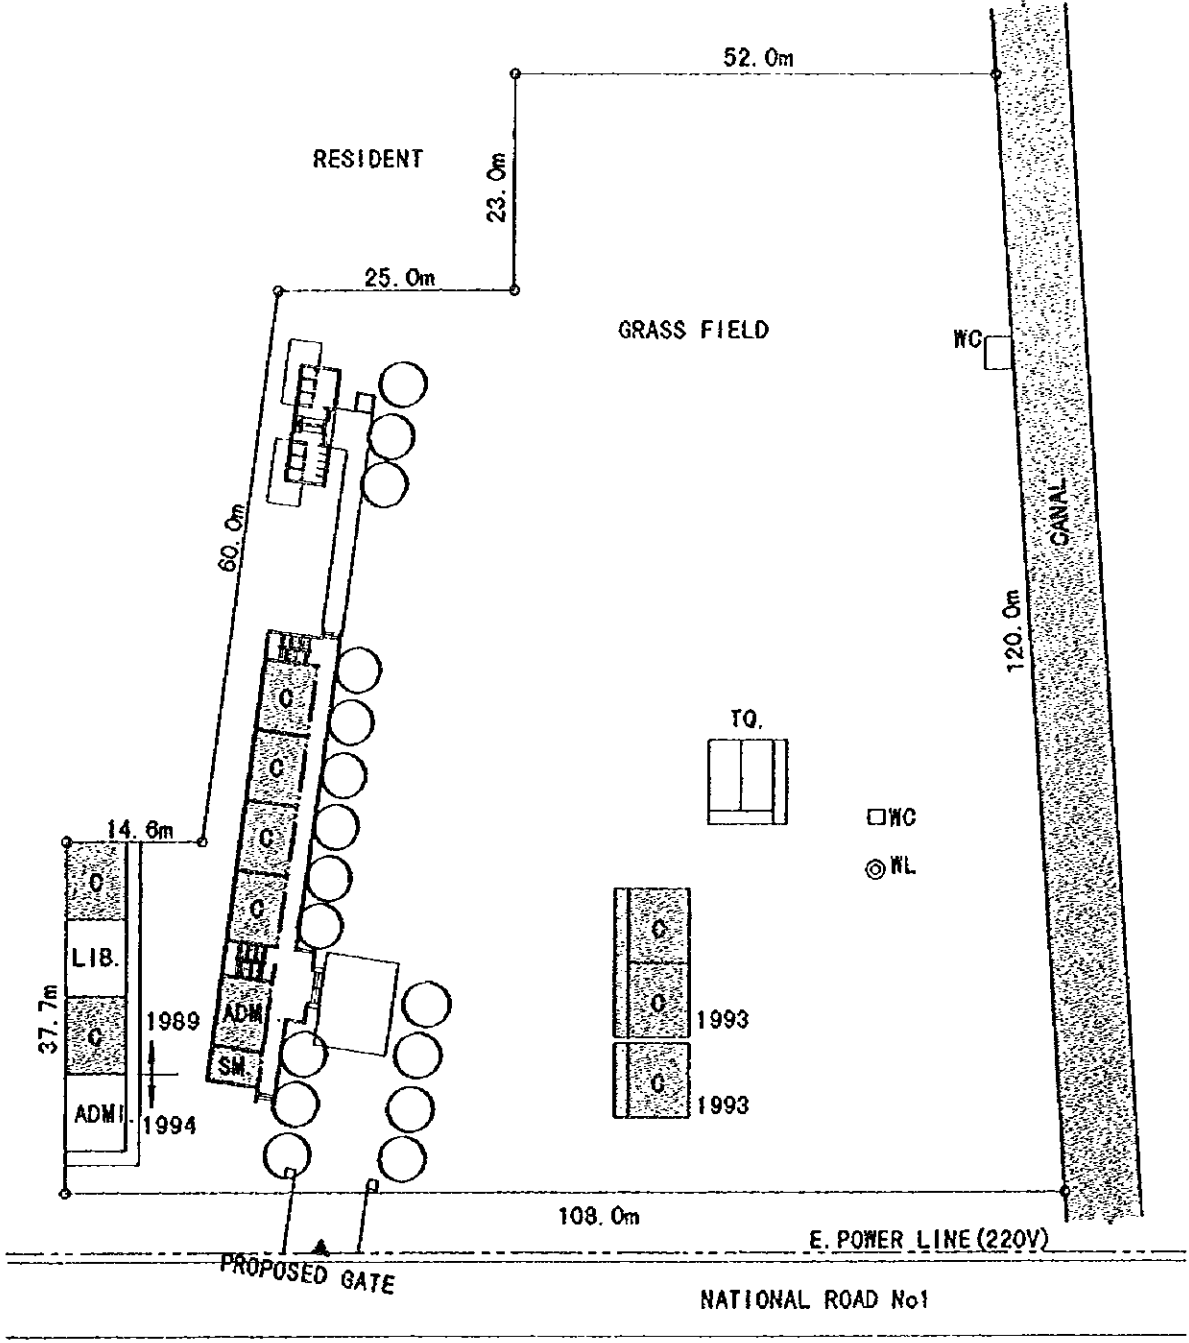 52.0m
RESIDENT
23.0m
25.0m
GRASS FIELD
WC
60.0m
CANAL
120.0m
C
TQ.
C
WC
14.6m
C
WL
C
C
C
LIB.
C
37.7m
1989
ADM
C
1993
C
SM.
C
ADMI.
1994
1993
108.0m
E. POWER LINE (220V)
PROPOSED GATE
NATIONAL ROAD No1